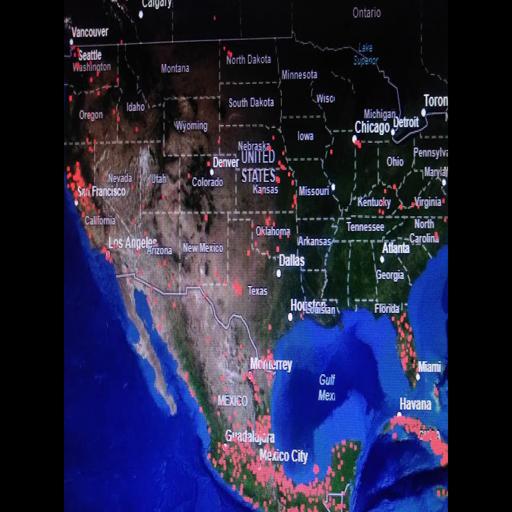 Calgary
Ontario
Vancouver
Lake
Superior
Seattle
Washington
Montana
North Dakota
Minnesota
Oregon
Idaho
South Dakota
Wisc
Michigan
Toron
Wyoming
Iowa
Chicago
Detroit
Nebraska
UNITED
STATES
Ohio
Pennsylv
Denver
Nevada
Utah
Colorado
Kansas
Missouri
Maryla
San Francisco
Kentucky
Virginia
California
Tennessee
North
Carolina
Los Angeles
Arizona
New Mexico
Oklahoma
Arkansas
Atlanta
Dallas
Georgia
Texas
Houston
Louisian
Florida
Monterrey
Miami
Gulf
Mexi
MEXICO
Havana
Guadalajara
Mexico City